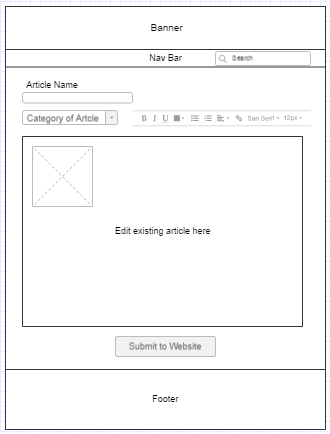 Banner
Nav Bar
Search
Article Name
Category of Artcle
B I U San Serif 12px
Edit existing article here
Submit to Website
Footer